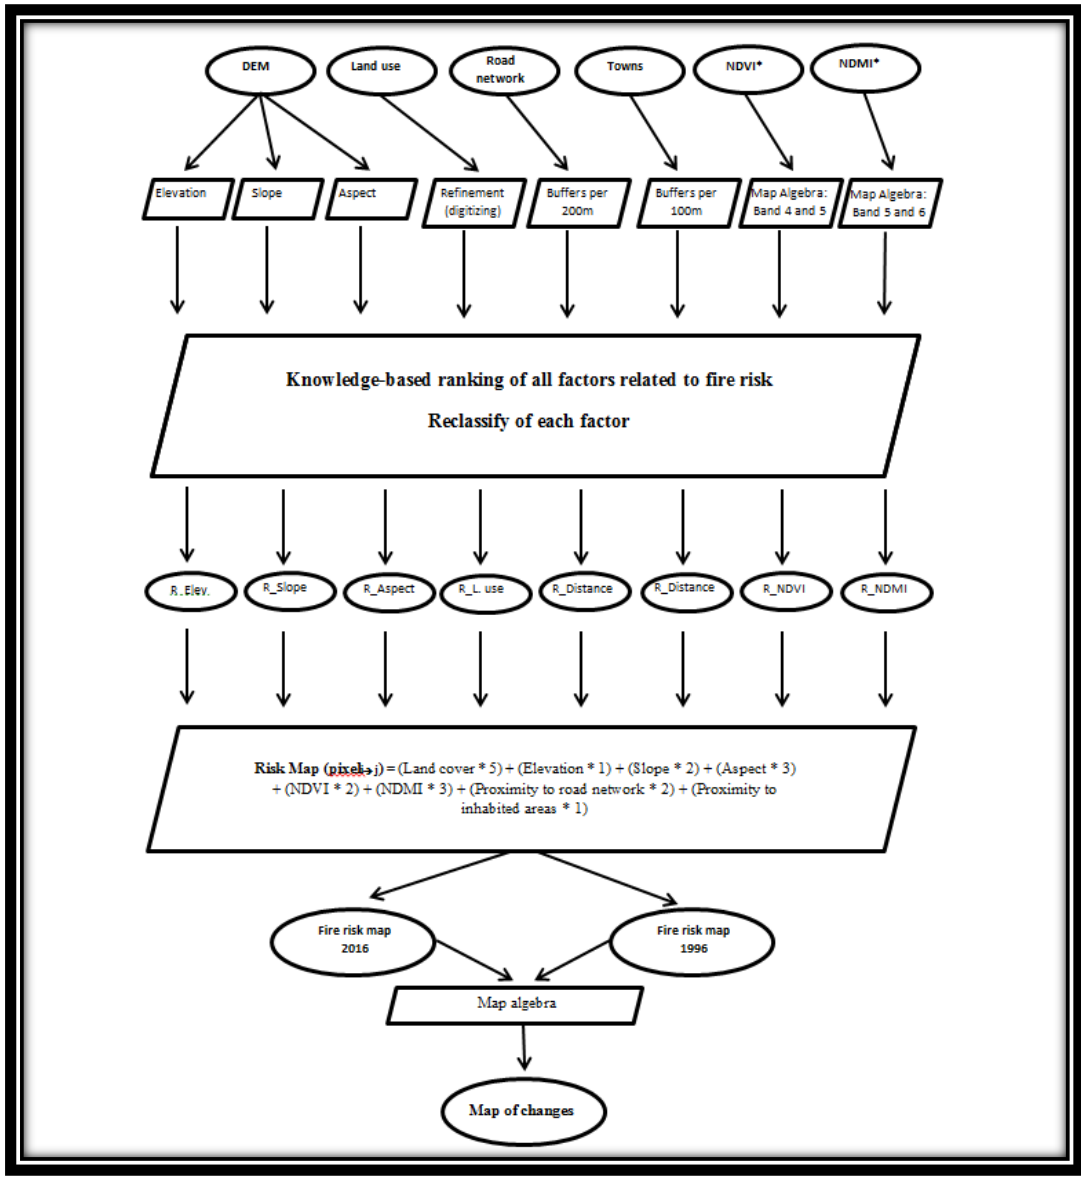 DEM
Land use
Road
network
Towns
NDVI*
NDMI*
Elevation
Slope
Aspect
Refinement
(digitizing)
Buffers per
200m
Buffers per
100m
Map Algebra:
Band 4 and 5
Map Algebra:
Band 5 and 6
Knowledge-based ranking of all factors related to fire risk
Reclassify of each factor
R.Elev.
R_Slope
R_Aspect
R_L. use
R_Distance
R_Distance
R_NDVI
R_NDMI
Risk Map (pixeli→j) = (Land cover * 5) + (Elevation * 1) + (Slope * 2) + (Aspect * 3)
+ (NDVI * 2) + (NDMI * 3) + (Proximity to road network * 2) + (Proximity to
inhabited areas * 1)
Fire risk map
2016
Fire risk map
1996
Map algebra
Map of changes